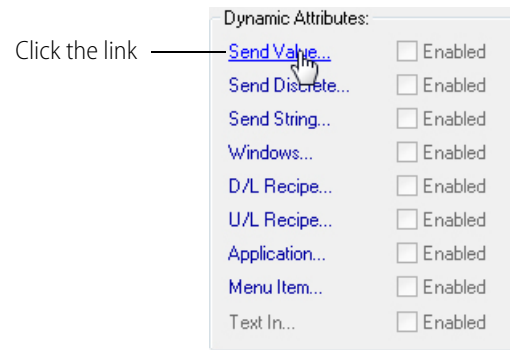 Dynamic Attributes:
Click the link Send Value... Enabled
Send Discrete... Enabled
Send String... Enabled
Windows... Enabled
D/L Recipe... Enabled
U/L Recipe... Enabled
Application... Enabled
Menu Item... Enabled
Text In... Enabled